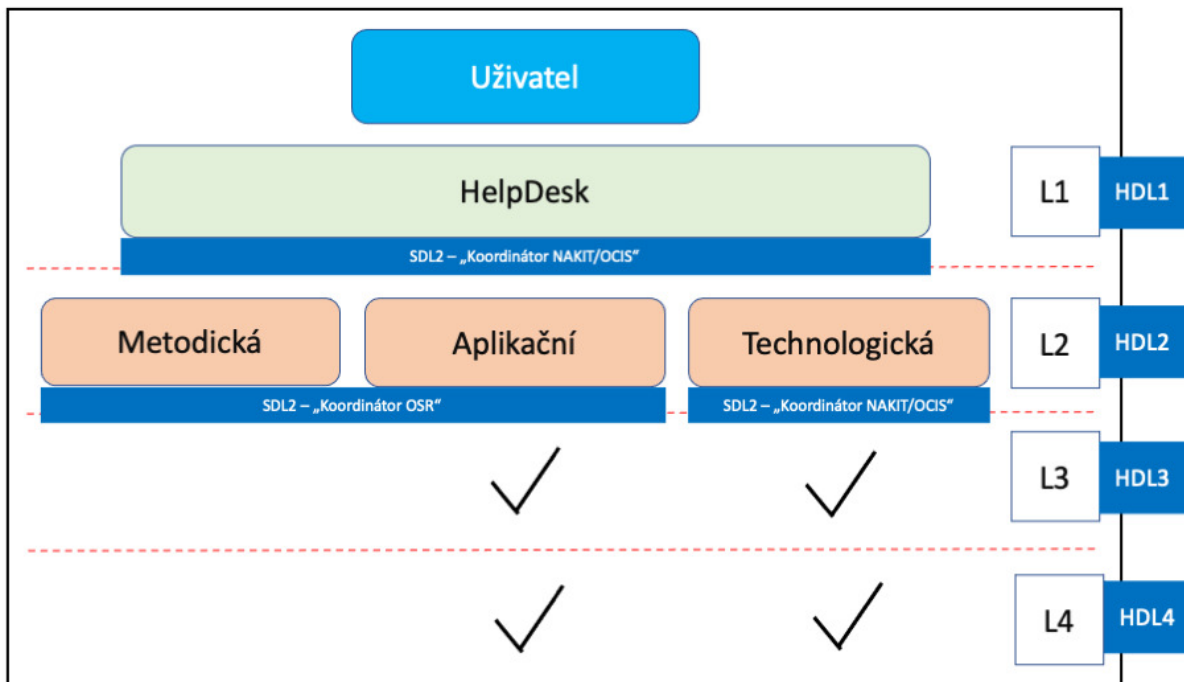 Uživatel
HelpDesk
L1
HDL1
SDL2 – „Koordinátor NAKIT/OCIS“
Metodická
Aplikační
Technologická
L2
HDL2
SDL2 – „Koordinátor OSR“
SDL2 – „Koordinátor NAKIT/OCIS“
L3
HDL3
L4
HDL4